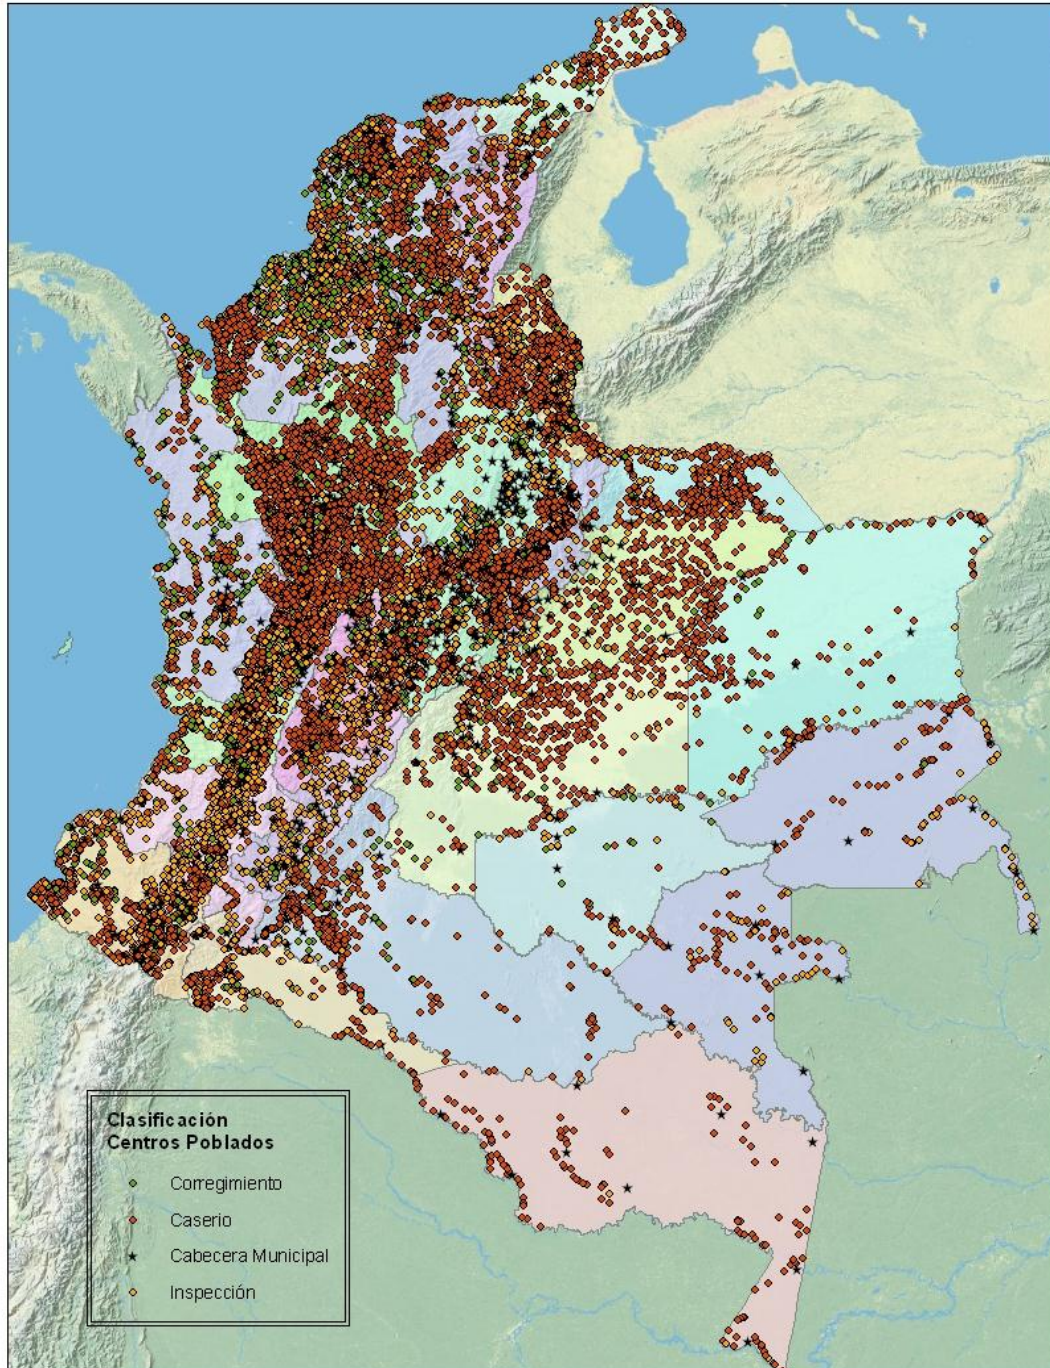 Clasificación
Centros Poblados
Corregimiento
Caserio
Cabecera Municipal
Inspección